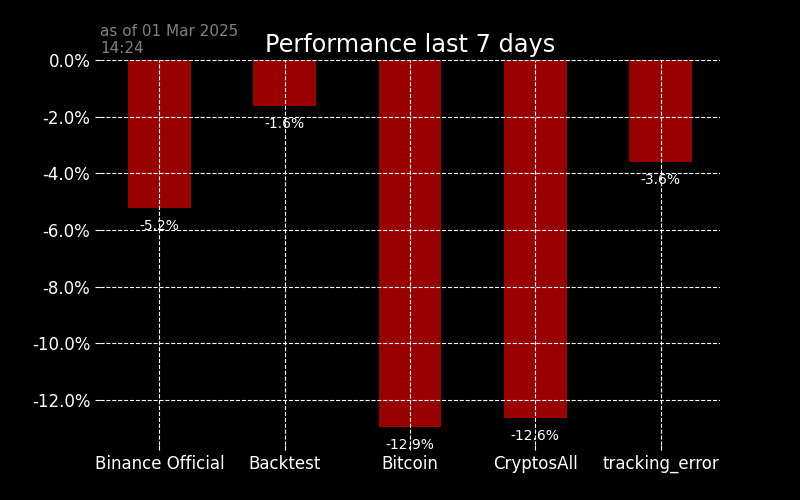 as of 01 Mar 2025
14:24
Performance last 7 days
0.0%
-2.0%
-4.0%
-6.0%
-8.0%
-10.0%
-12.0%
-5.2%
-1.6%
-12.9%
-12.6%
-3.6%
Binance Official
Backtest
Bitcoin
CryptosAll
tracking_error